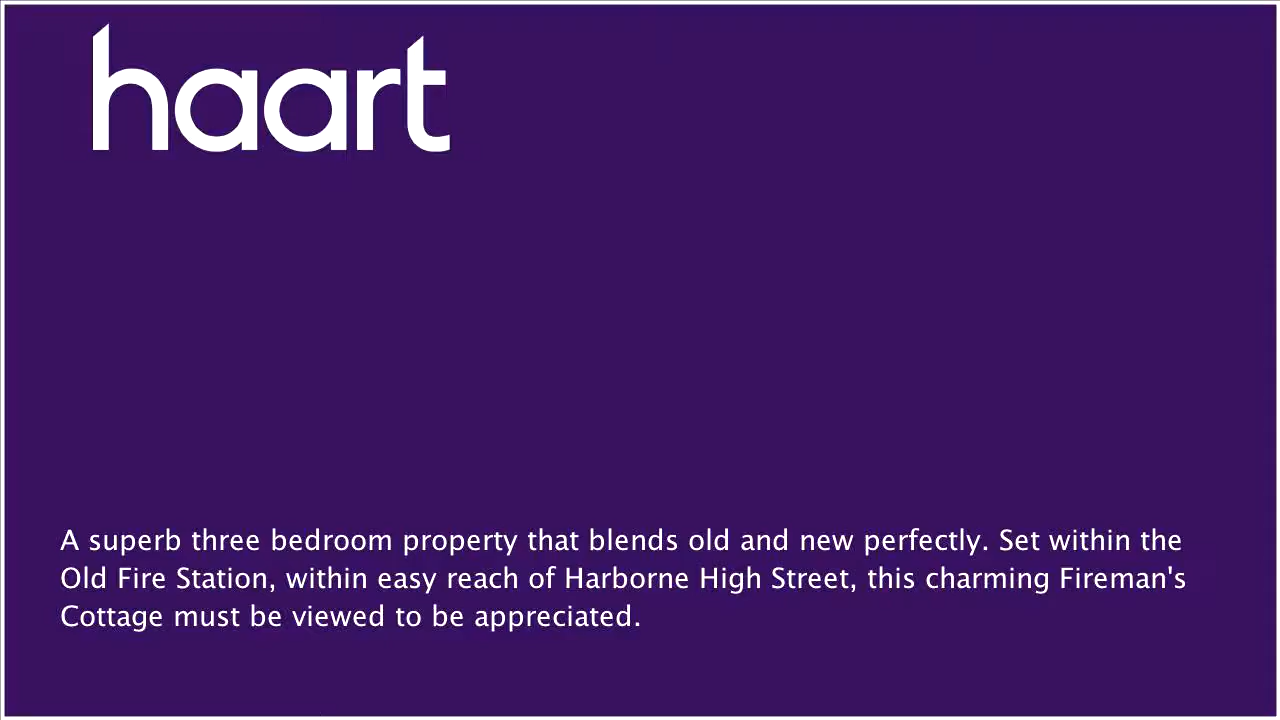 haart
A superb three bedroom property that blends old and new perfectly. Set within the
Old Fire Station, within easy reach of Harborne High Street, this charming Fireman's
Cottage must be viewed to be appreciated.